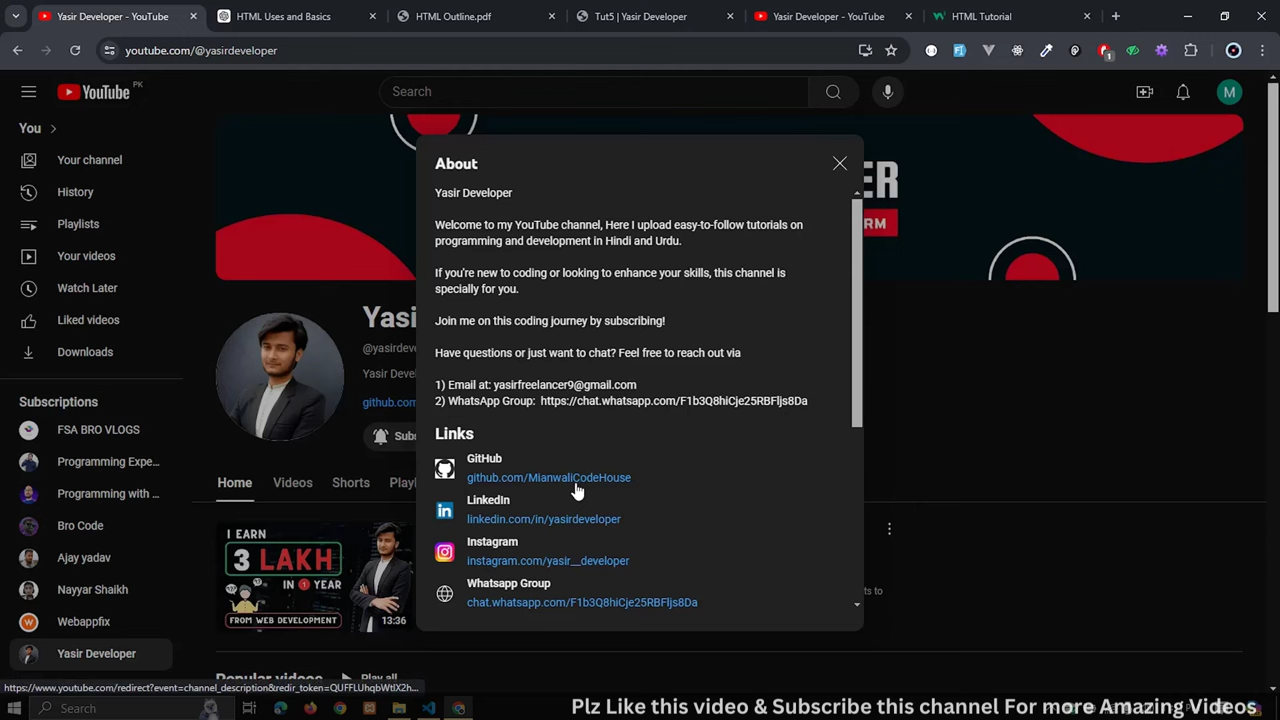 Yasir Developer - YouTube
HTML Uses and Basics
HTML Outline.pdf
Tut5 | Yasir Developer
Yasir Developer - YouTube
HTML Tutorial
youtube.com/@yasirdeveloper
1
YouTube PK
Search
M
You
Your channel
History
Playlists
Your videos
Watch Later
Liked videos
Downloads
Subscriptions
FSA BRO VLOGS
Programming Expe...
Programming with ...
Bro Code
Ajay yadav
Nayyar Shaikh
Webappfix
Yasir Developer
ER
RM
Yasi
@yasirdeve
Yasir Devel
github.com
Subs
Home
Videos
Shorts
Playl
I EARN
3 LAKH
IN 1 YEAR
FROM WEB DEVELOPMENT
13:36
ts to
Popular videos
Play all
About
Yasir Developer
Welcome to my YouTube channel, Here I upload easy-to-follow tutorials on
programming and development in Hindi and Urdu.
If you're new to coding or looking to enhance your skills, this channel is
specially for you.
Join me on this coding journey by subscribing!
Have questions or just want to chat? Feel free to reach out via
1) Email at: yasirfreelancer9@gmail.com
2) WhatsApp Group: https://chat.whatsapp.com/F1b3Q8hiCje25RBFljs8Da
Links
GitHub
github.com/MianwaliCodeHouse
LinkedIn
linkedin.com/in/yasirdeveloper
Instagram
instagram.com/yasir__developer
Whatsapp Group
chat.whatsapp.com/F1b3Q8hiCje25RBFljs8Da
https://www.youtube.com/redirect?event=channel_description&redir_token=QUFFLUhqbWtlX2h...
Search
Plz Like this video & Subscribe this channel For more Amazing Videos